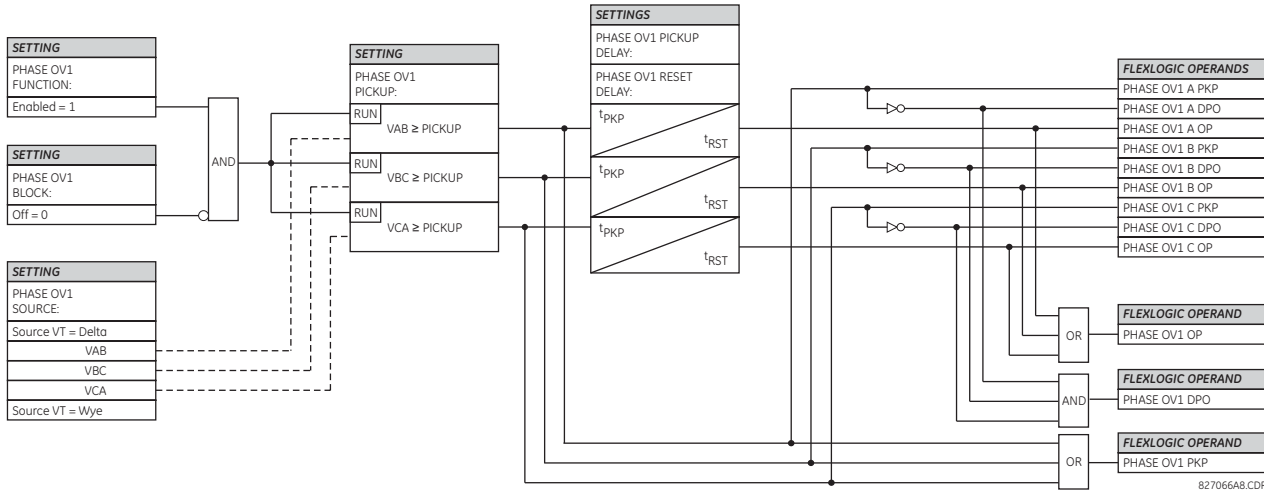 SETTING
PHASE OV1
FUNCTION:
Enabled = 1
SETTING
PHASE OV1
BLOCK:
Off = 0
SETTING
PHASE OV1
SOURCE:
Source VT = Delta
VAB
VBC
VCA
Source VT = Wye
AND
SETTING
PHASE OV1
PICKUP:
RUN
VAB ≥ PICKUP
RUN
VBC ≥ PICKUP
RUN
VCA ≥ PICKUP
SETTINGS
PHASE OV1 PICKUP
DELAY:
PHASE OV1 RESET
DELAY:
tPKP
tRST
tPKP
tRST
tPKP
tRST
FLEXLOGIC OPERANDS
PHASE OV1 A PKP
PHASE OV1 A DPO
PHASE OV1 A OP
PHASE OV1 B PKP
PHASE OV1 B DPO
PHASE OV1 B OP
PHASE OV1 C PKP
PHASE OV1 C DPO
PHASE OV1 C OP
OR
FLEXLOGIC OPERAND
PHASE OV1 OP
AND
FLEXLOGIC OPERAND
PHASE OV1 DPO
OR
FLEXLOGIC OPERAND
PHASE OV1 PKP
827066A8.CDR